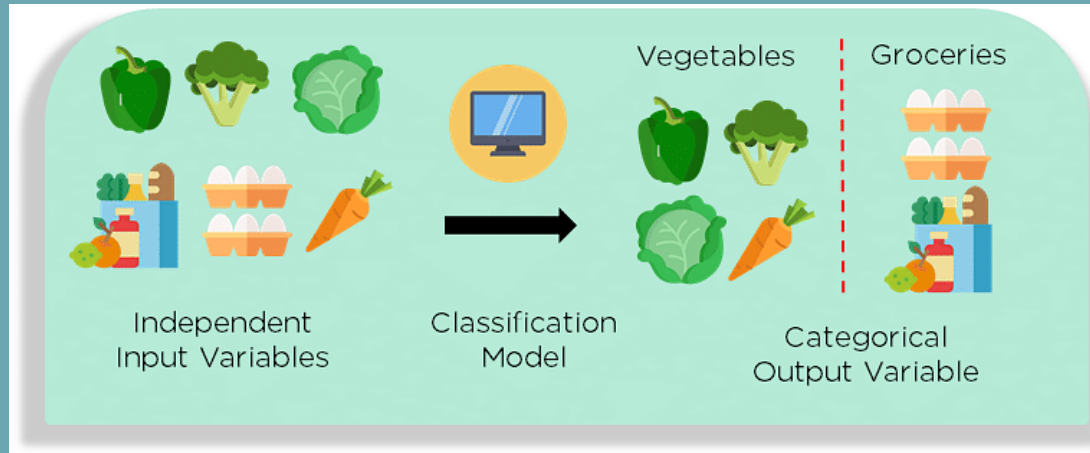 Vegetables
Groceries
Independent
Input Variables
Classification
Model
Categorical
Output Variable